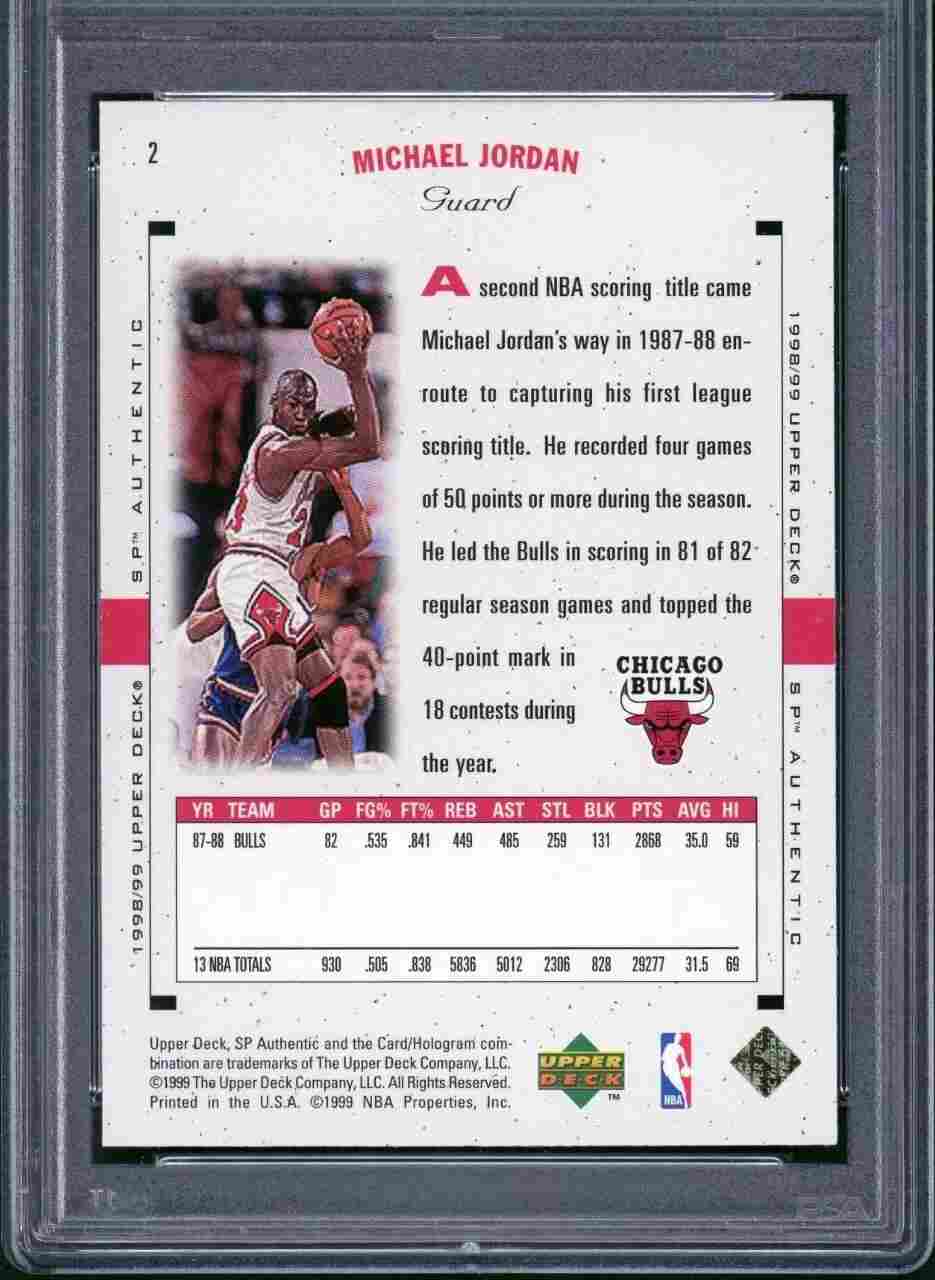 2
MICHAEL JORDAN
Guard
A second NBA scoring title came
Michael Jordan's way in 1987-88 en-
route to capturing his first league
scoring title. He recorded four games
of 50 points or more during the season.
He led the Bulls in scoring in 81 of 82
regular season games and topped the
40-point mark in
18 contests during
the year.
CHICAGO
BULLS
SP™ AUTHENTIC
1998/99 UPPER DECK®
1998/99 UPPER DECK®
SP™ AUTHENTIC
YR TEAM GP FG% FT% REB AST STL BLK PTS AVG HI
87-88 BULLS 82 .535 .841 449 485 259 131 2868 35.0 59
13 NBA TOTALS 930 .505 .838 5836 5012 2306 828 29277 31.5 69
Upper Deck, SP Authentic and the Card/Hologram com-
bination are trademarks of The Upper Deck Company, LLC.
©1999 The Upper Deck Company, LLC. All Rights Reserved.
Printed in the U.S.A. ©1999 NBA Properties, Inc.
UPPER
DECK ™
NBA
PSA